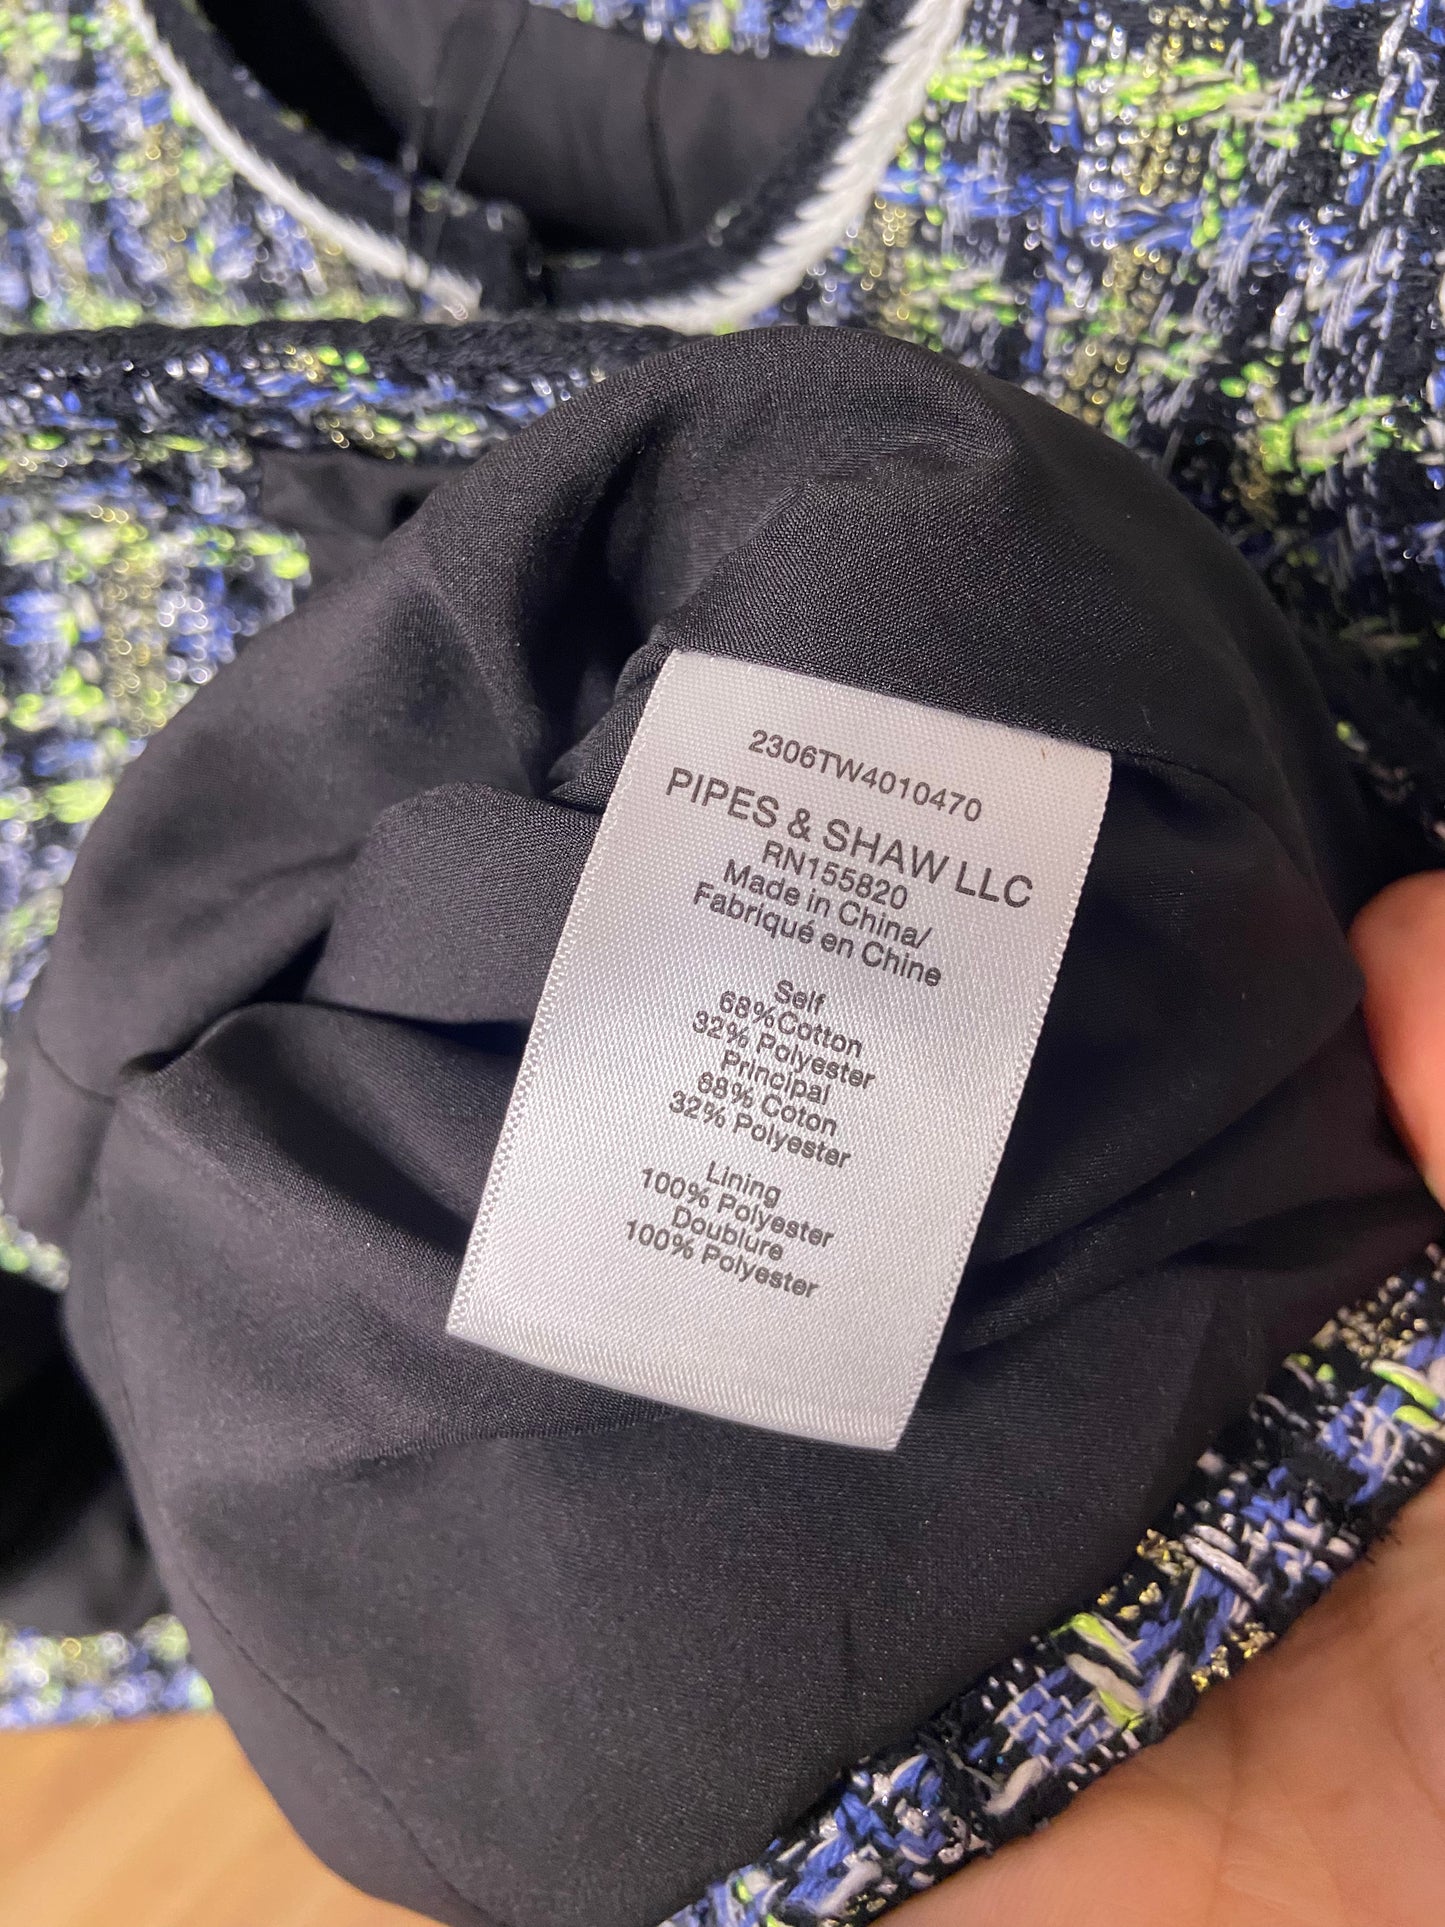 2306TW4010470
PIPES & SHAW LLC
RN155820
Made in China/
Fabriqué en Chine
Self
68%Cotton
32% Polyester
Principal
68% Coton
32% Polyester
Lining
100% Polyester
Doublure
100% Polyester